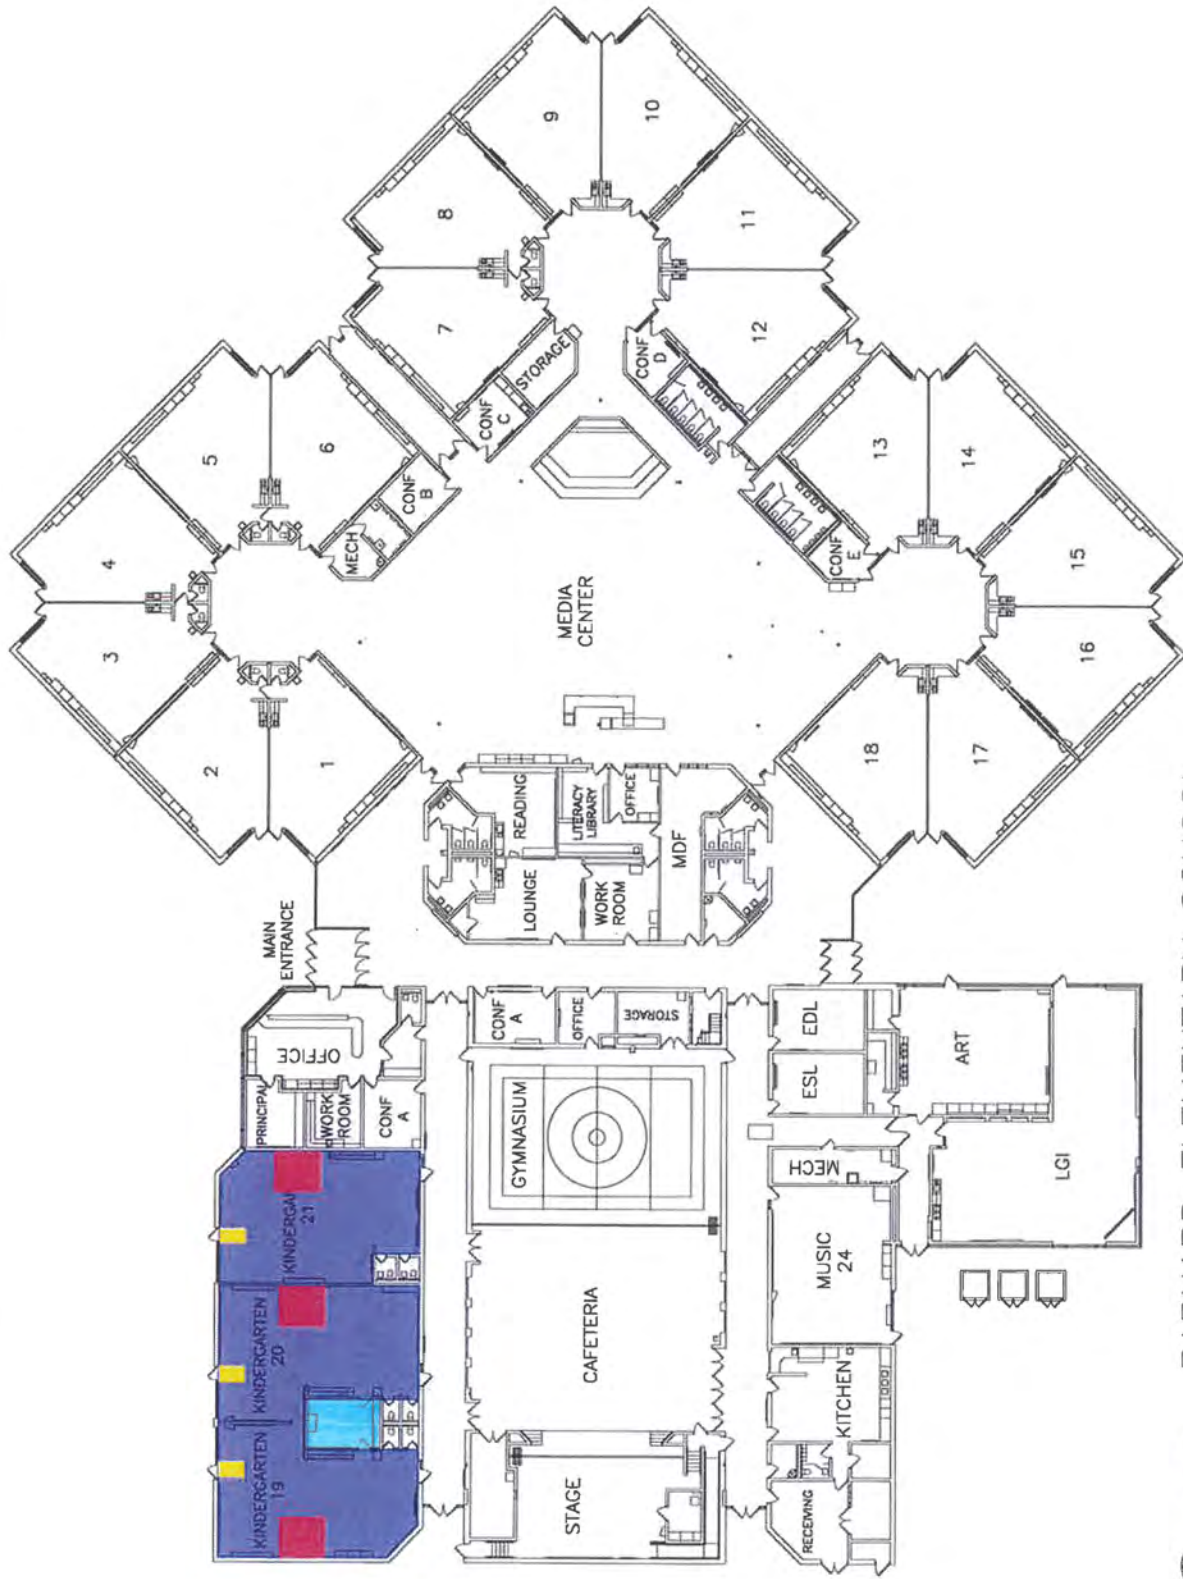 3
4
2
5
1
6
MECH
CONF
B
8
7
9
10
11
12
CONF
C
STORAGE
CONF
D
MEDIA
CENTER
13
14
15
16
17
18
CONF
E
READING
LITERACY
LIBRARY
OFFICE
LOUNGE
WORK
ROOM
MDF
MAIN
ENTRANCE
OFFICE
PRINCIPAL
WORK
ROOM
CONF
A
KINDERGARTEN
19
KINDERGARTEN
20
21
CONF
A
OFFICE
STORAGE
GYMNASIUM
CAFETERIA
STAGE
EDL
ESL
ART
LGI
MECH
MUSIC
24
KITCHEN
RECEIVING